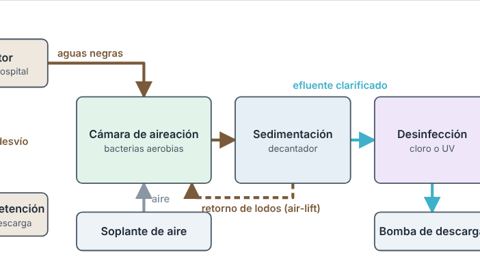 aguas negras
tor
ospital
efluente clarificado
Cámara de aireación
bacterias aerobias
Sedimentación
decantador
Desinfección
cloro o UV
desvío
aire
retorno de lodos (air-lift)
etención
escarga
Soplante de aire
Bomba de descarga